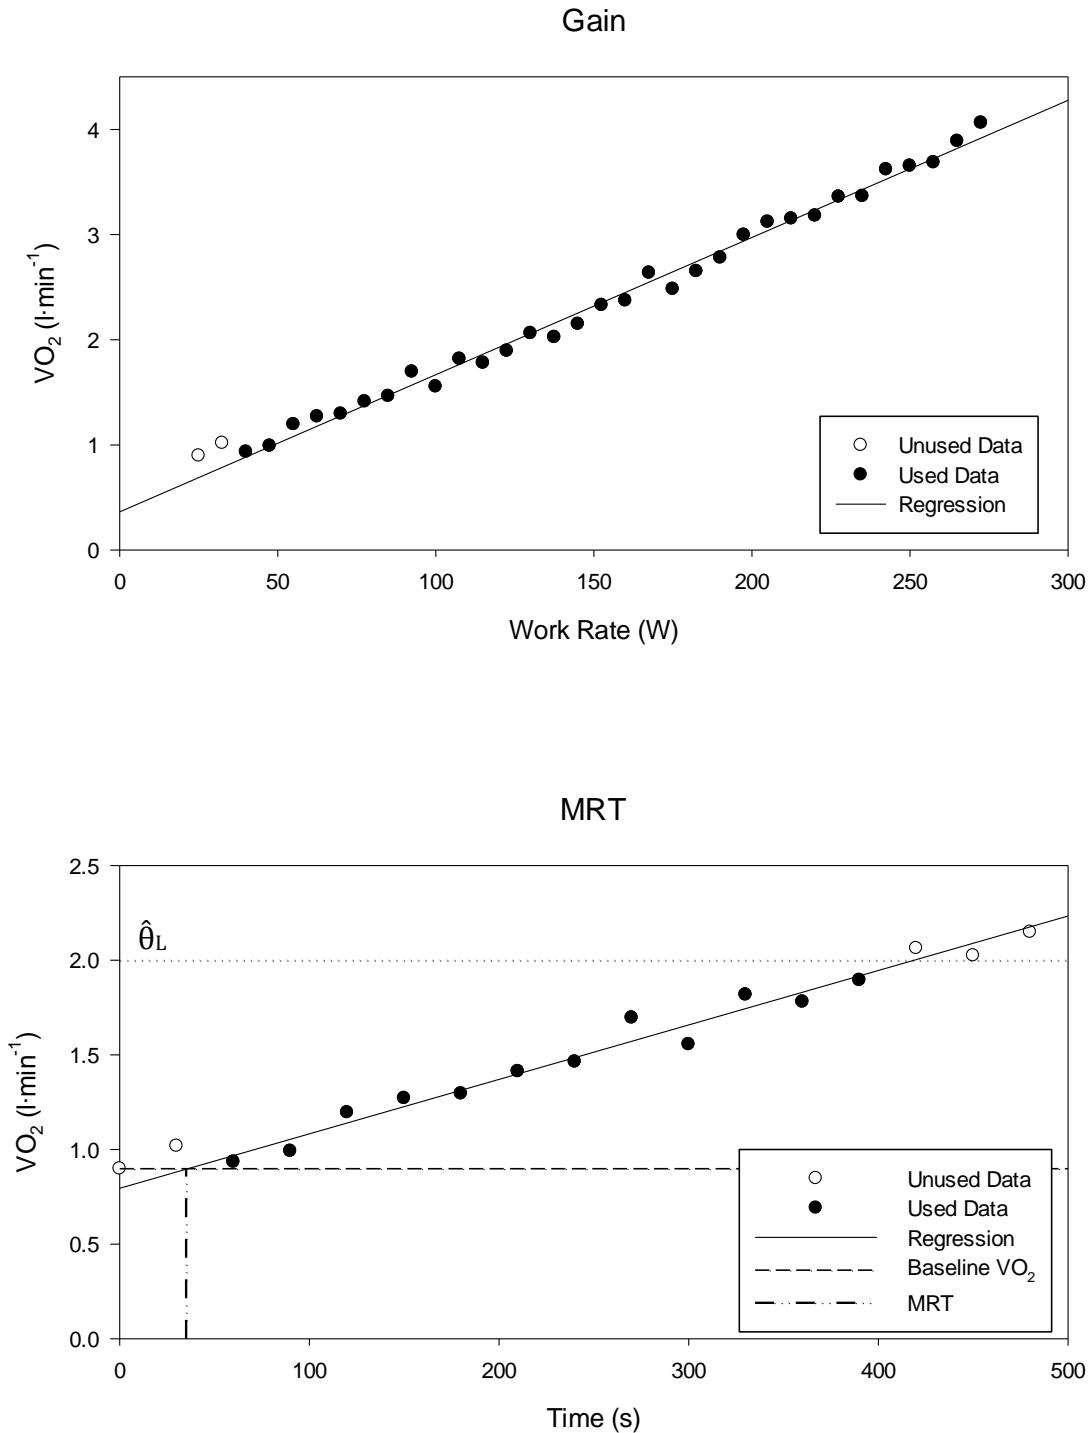 Gain
4
3
2
1
0
VO2 (l·min-1)
0 50 100 150 200 250 300
Work Rate (W)
Unused Data
Used Data
Regression
MRT
2.5
2.0
1.5
1.0
0.5
0.0
VO2 (l·min-1)
θ̂L
0 100 200 300 400 500
Time (s)
Unused Data
Used Data
Regression
Baseline VO2
MRT